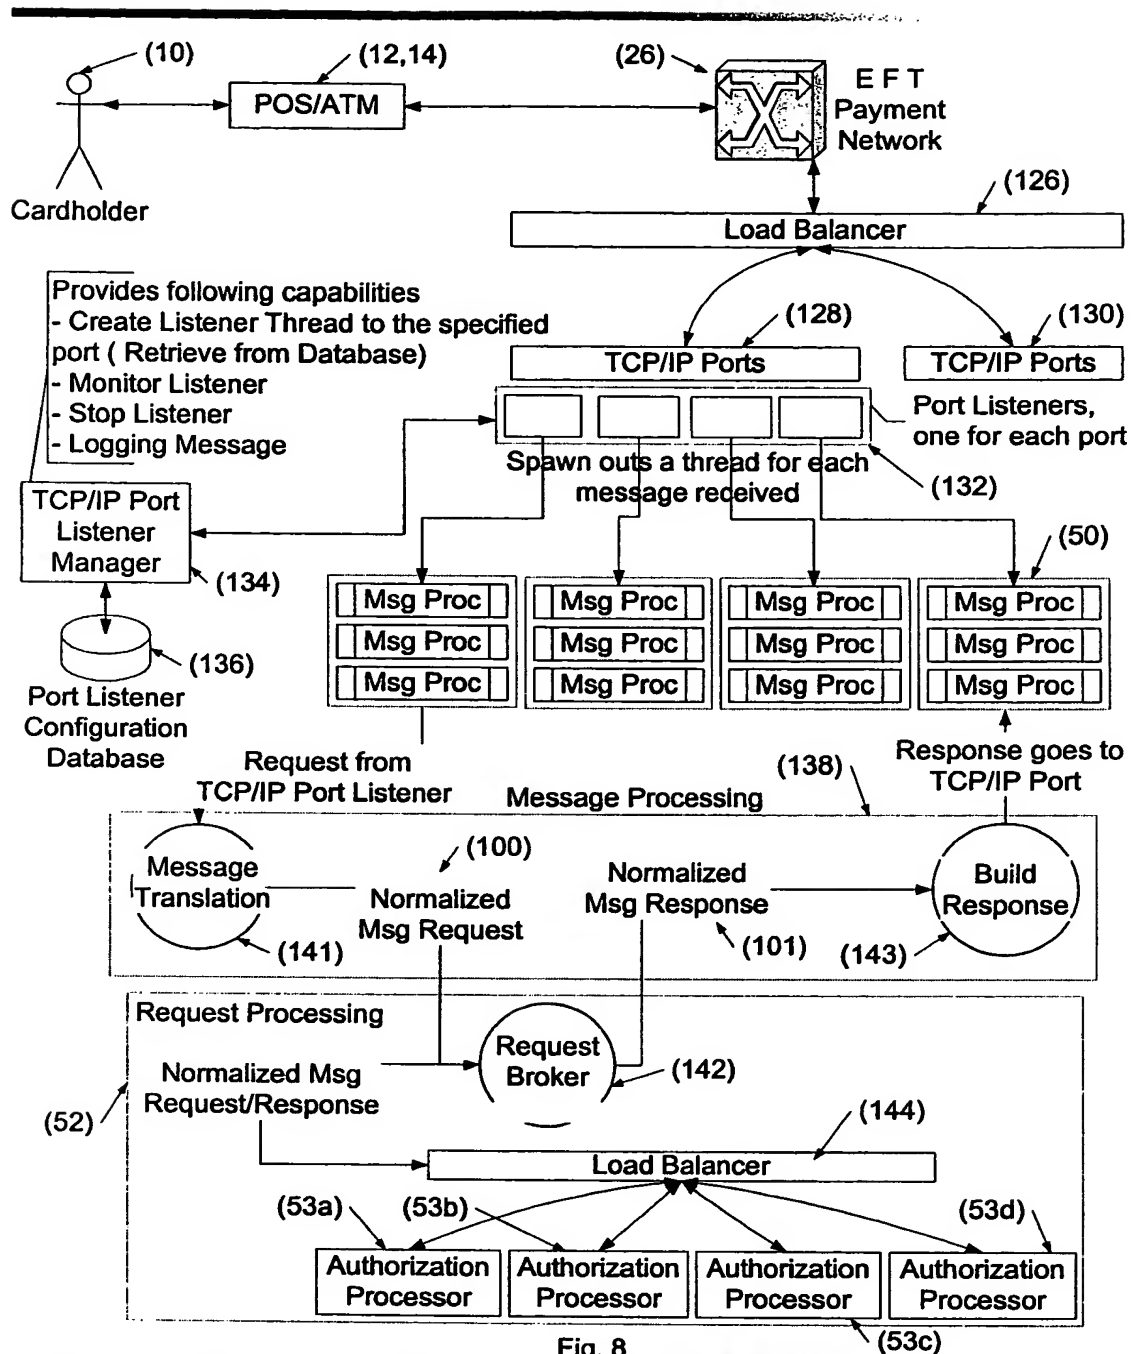 (10)
(12,14)
(26)
POS/ATM
E F T
Payment
Network
Cardholder
(126)
Load Balancer
Provides following capabilities
- Create Listener Thread to the specified
port ( Retrieve from Database)
- Monitor Listener
- Stop Listener
- Logging Message
(128)
(130)
TCP/IP Ports
TCP/IP Ports
Port Listeners,
one for each port
Spawn outs a thread for each
message received
(132)
TCP/IP Port
Listener
Manager
(134)
(50)
Msg Proc
Msg Proc
Msg Proc
Msg Proc
Msg Proc
Msg Proc
Msg Proc
Msg Proc
Msg Proc
Msg Proc
Msg Proc
Msg Proc
(136)
Port Listener
Configuration
Database
Request from
TCP/IP Port Listener
Response goes to
TCP/IP Port
(138)
Message Processing
Message
Translation
(141)
(100)
Normalized
Msg Request
Normalized
Msg Response
(101)
Build
Response
(143)
Request Processing
Normalized Msg
Request/Response
Request
Broker
(142)
(52)
(144)
Load Balancer
(53a)
(53b)
(53d)
Authorization
Processor
Authorization
Processor
Authorization
Processor
Authorization
Processor
(53c)
Fig. 8